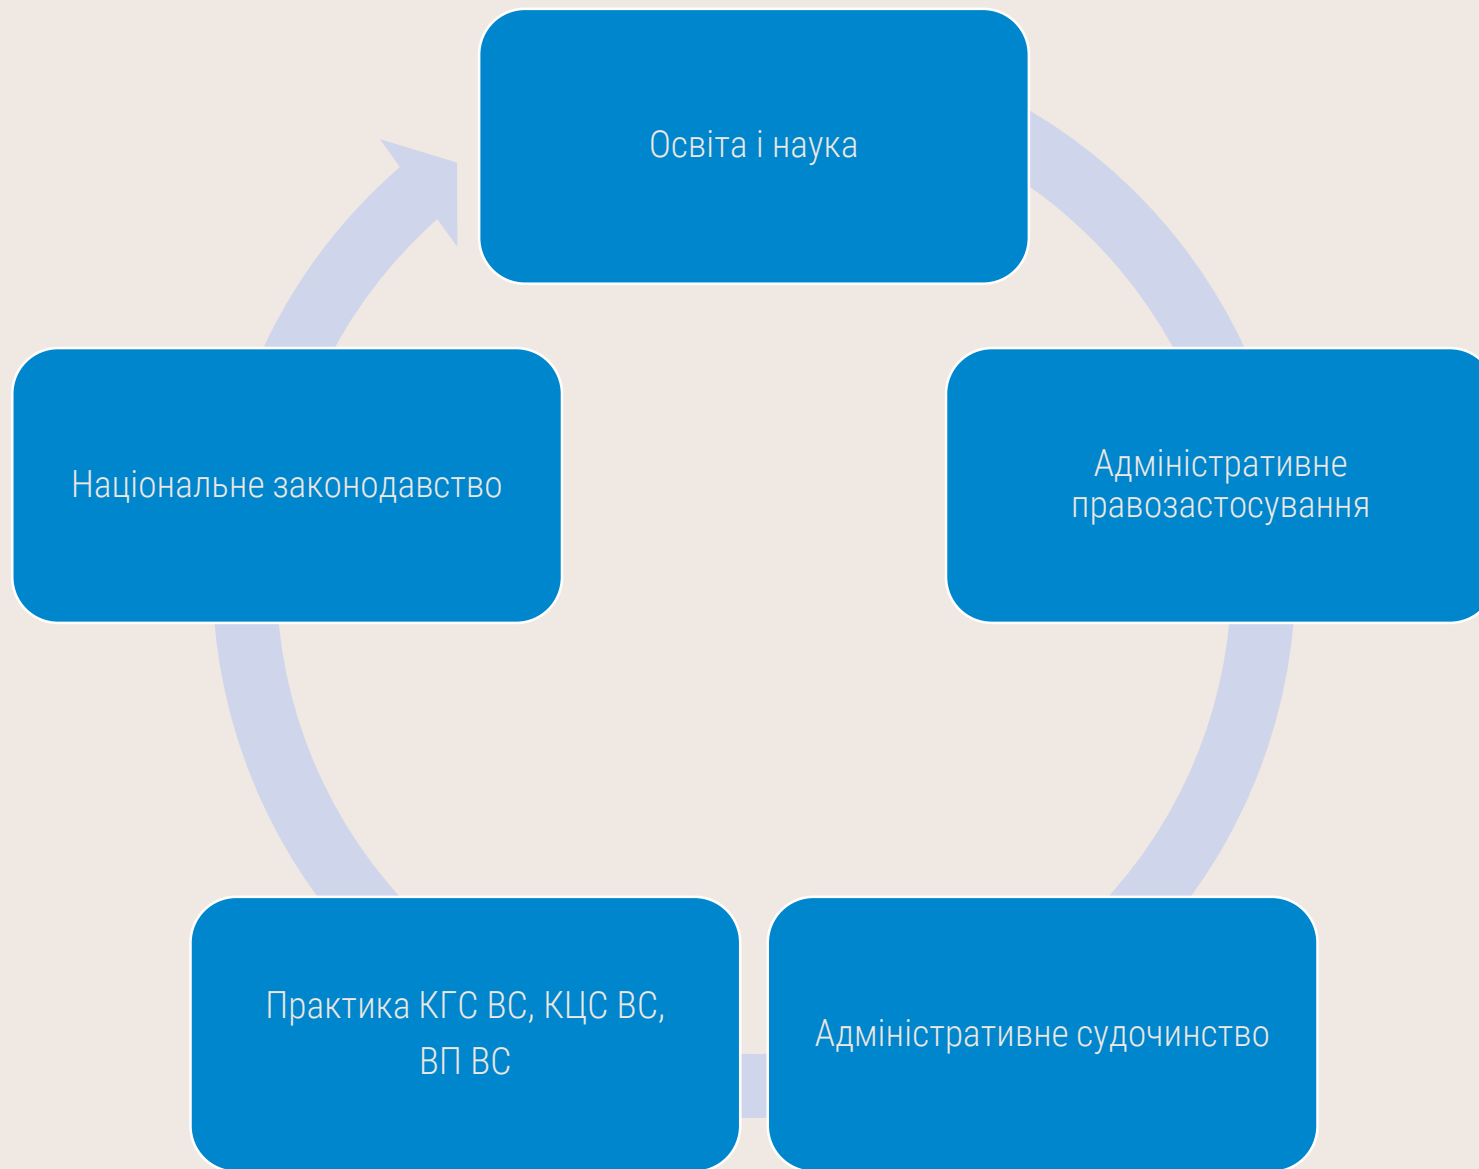 Освіта і наука
Адміністративне
правозастосування
Адміністративне судочинство
Практика КГС ВС, КЦС ВС,
ВП ВС
Національне законодавство